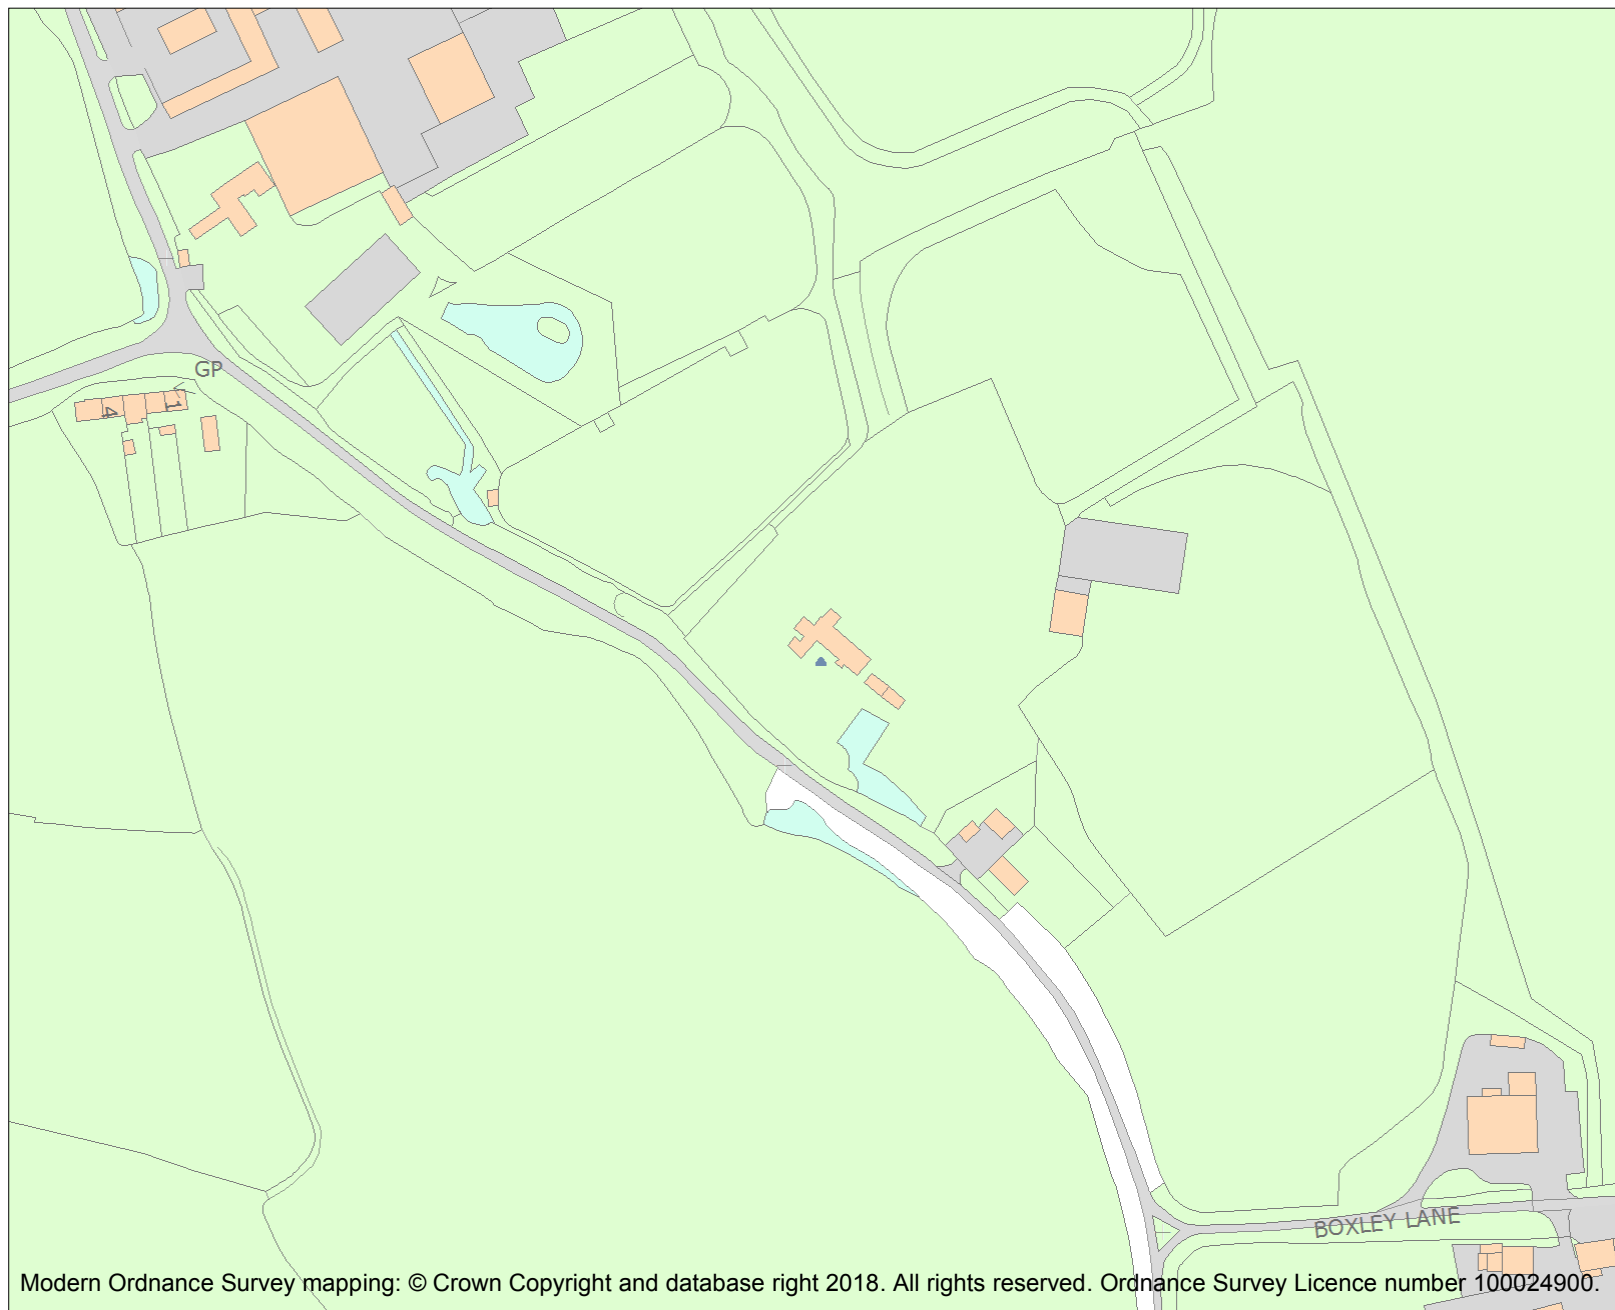 GP
4
1
BOXLEY LANE
Modern Ordnance Survey mapping: © Crown Copyright and database right 2018. All rights reserved. Ordnance Survey Licence number 100024900.